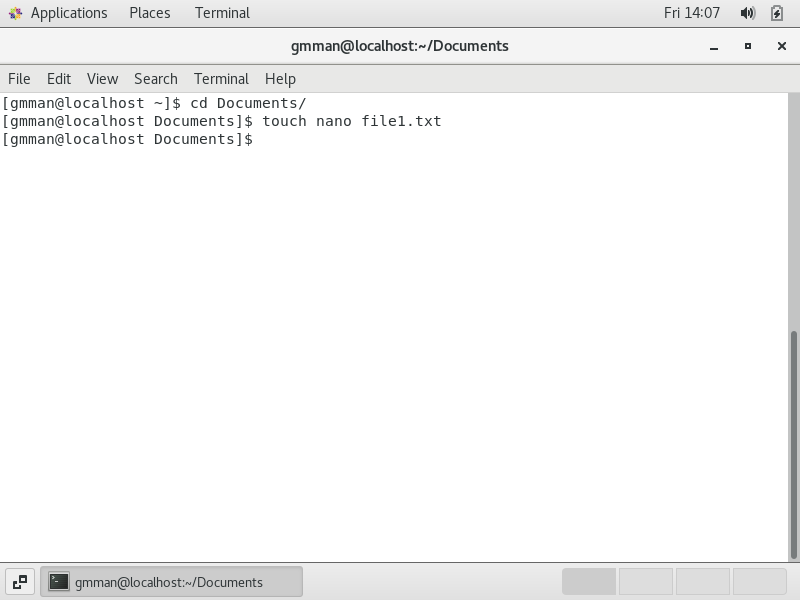 Applications Places Terminal Fri 14:07
gmman@localhost:~/Documents
File Edit View Search Terminal Help
[gmman@localhost ~]$ cd Documents/
[gmman@localhost Documents]$ touch nano file1.txt
[gmman@localhost Documents]$
gmman@localhost:~/Documents